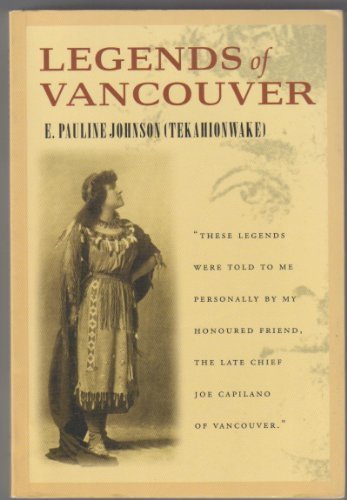 LEGENDS of
VANCOUVER
E. PAULINE JOHNSON (TEKAHIONWAKE)
"THESE LEGENDS
WERE TOLD TO ME
PERSONALLY BY MY
HONOURED FRIEND,
THE LATE CHIEF
JOE CAPILANO
OF VANCOUVER."